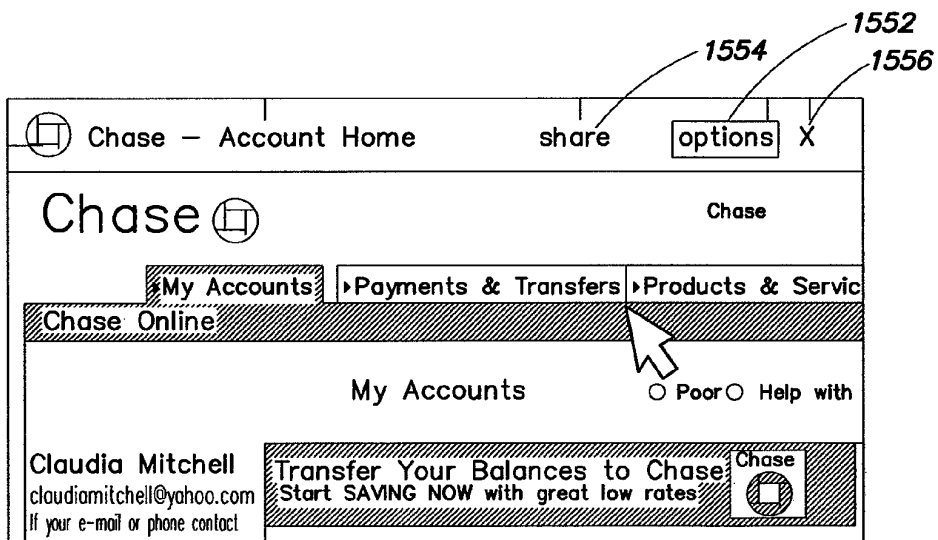 1552
1554
1556
Chase – Account Home share options X
Chase Chase
My Accounts Payments & Transfers Products & Servic
Chase Online
My Accounts Poor Help with
Claudia Mitchell
claudiamitchell@yahoo.com
If your e-mail or phone contact
Transfer Your Balances to Chase
Start SAVING NOW with great low rates
Chase